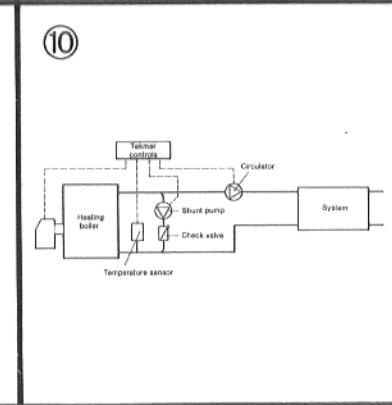 10
Tekmar
controls
Circulator
Heating
boiler
Shunt pump
System
Check valve
Temperature sensor